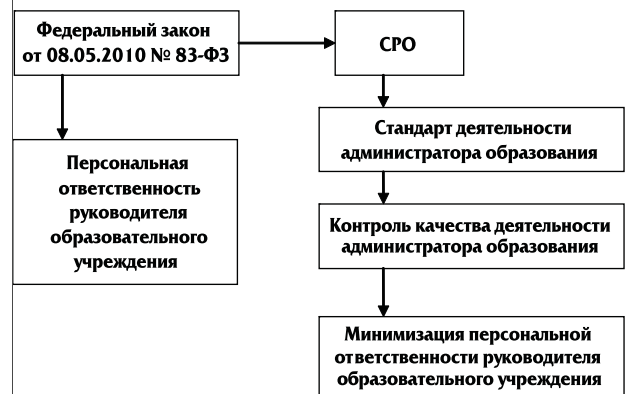 Федеральный закон
от 08.05.2010 № 83-ФЗ
СРО
Персональная
ответственность
руководителя
образовательного
учреждения
Стандарт деятельности
администратора образования
Контроль качества деятельности
администратора образования
Минимизация персональной
ответственности руководителя
образовательного учреждения